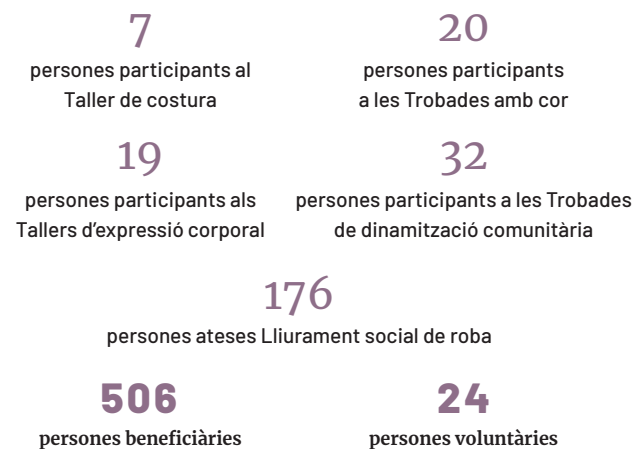 7
persones participants al
Taller de costura
20
persones participants
a les Trobades amb cor
19
persones participants als
Tallers d’expressió corporal
32
persones participants a les Trobades
de dinamització comunitària
176
persones ateses Lliurament social de roba
506
persones beneficiàries
24
persones voluntàries